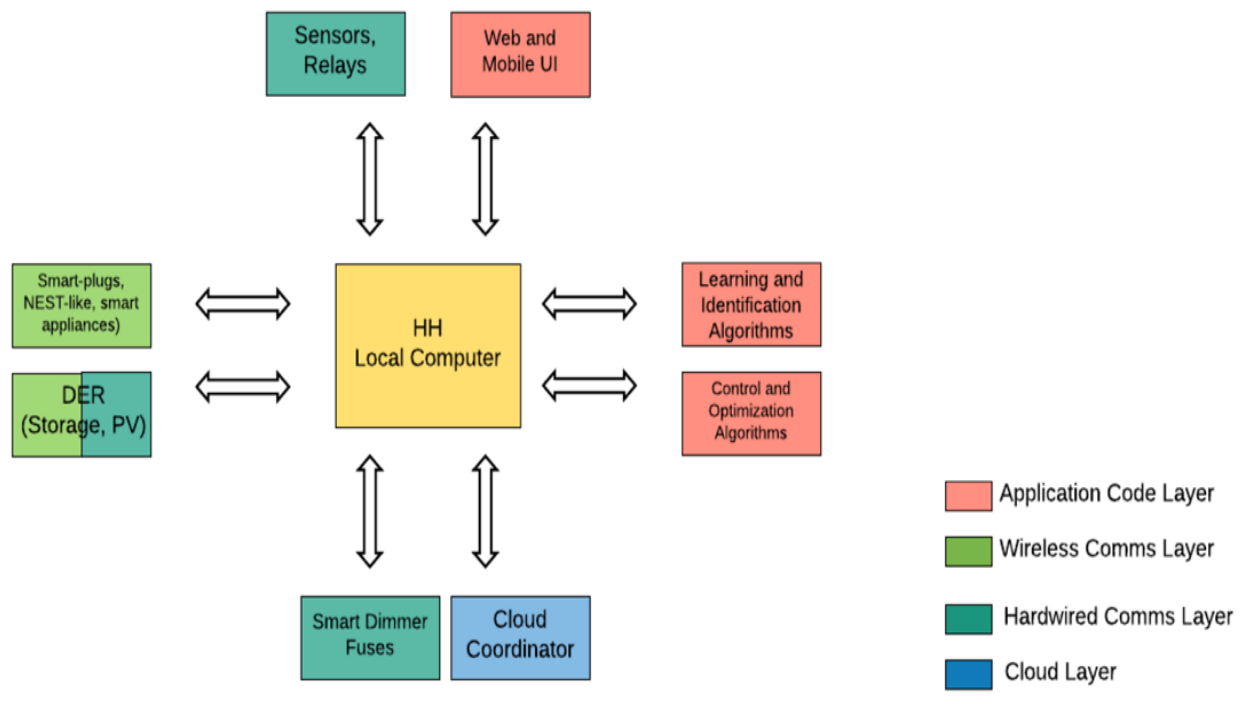 Sensors,
Relays
Web and
Mobile UI
Smart-plugs,
NEST-like, smart
appliances)
DER
(Storage, PV)
HH
Local Computer
Learning and
Identification
Algorithms
Control and
Optimization
Algorithms
Smart Dimmer
Fuses
Cloud
Coordinator
Application Code Layer
Wireless Comms Layer
Hardwired Comms Layer
Cloud Layer